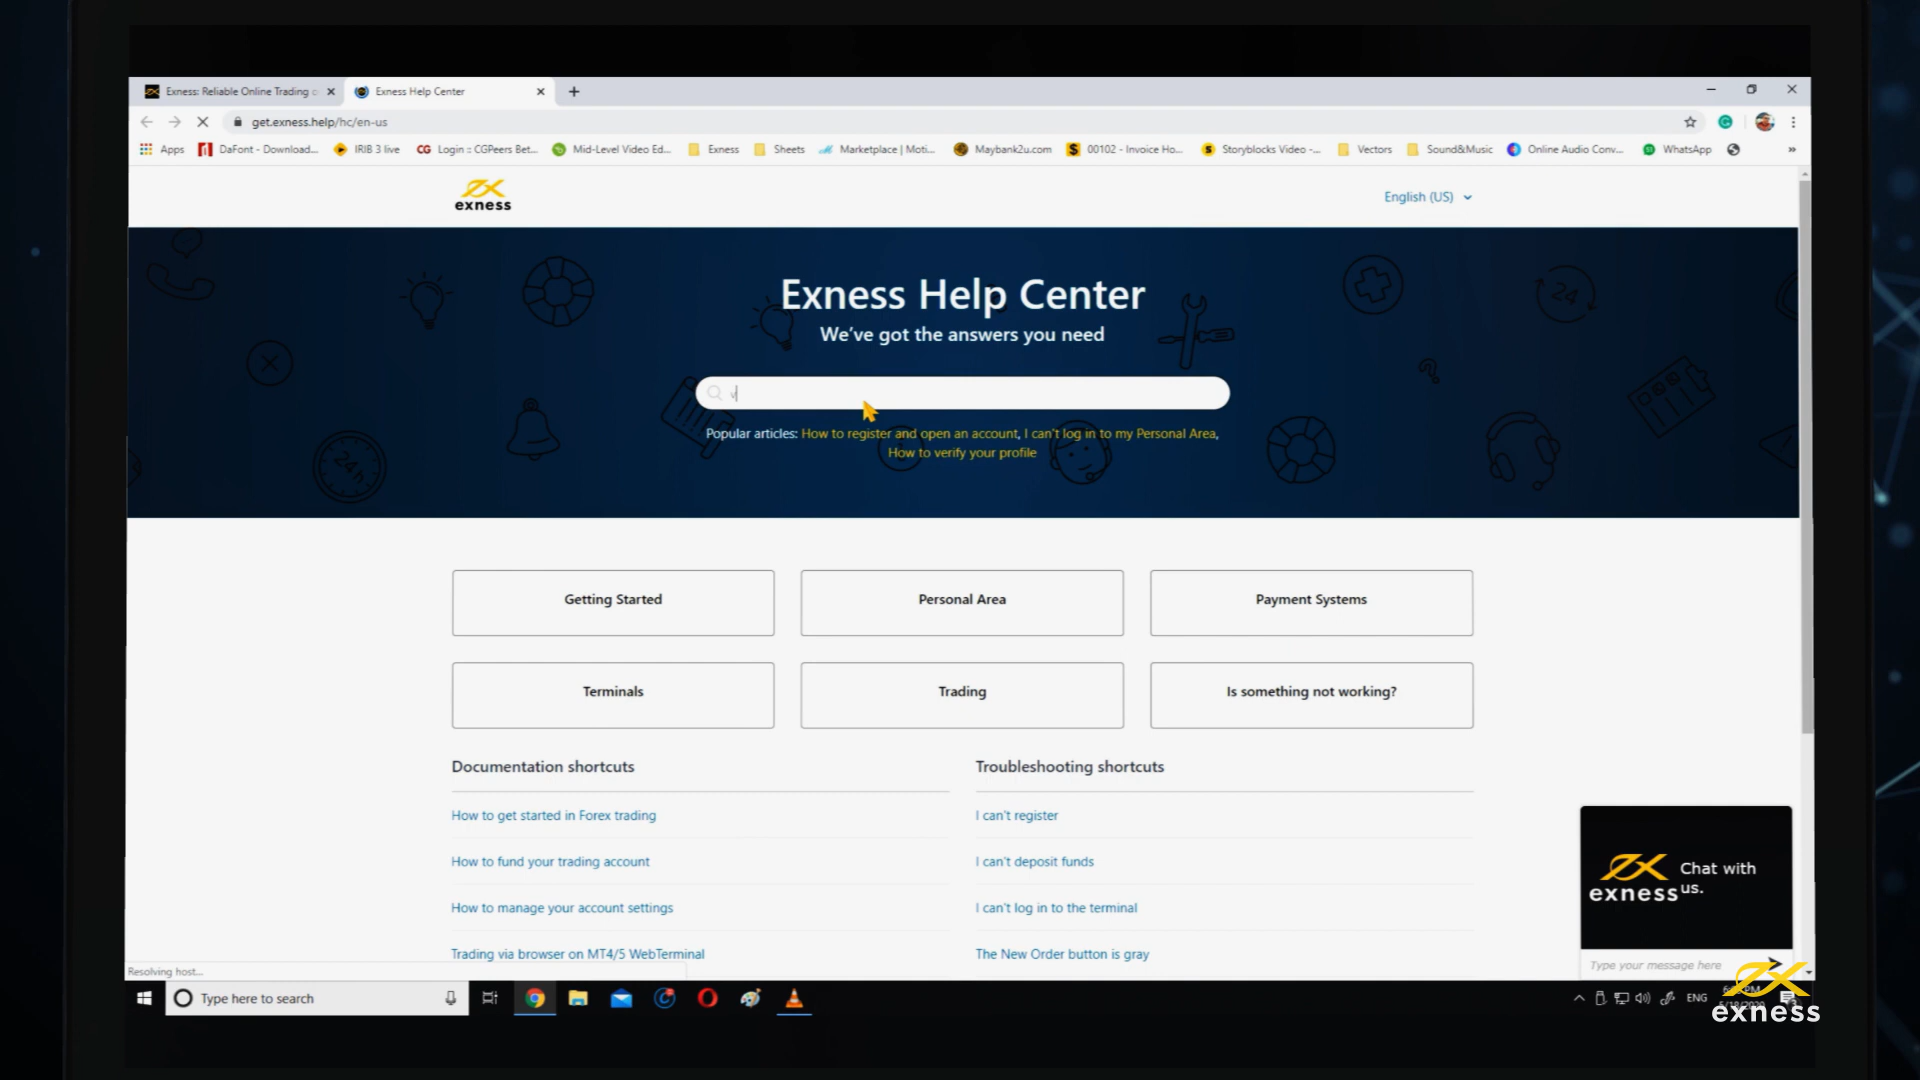 Exness: Reliable Online Trading
Exness Help Center
get.exness.help/hc/en-us
Apps
DaFont - Download...
IRIB 3 live
CG Login :: CGPeers Bet...
Mid-Level Video Ed...
Exness
Sheets
Marketplace | Moti...
Maybank2u.com
00102 - Invoice Ho...
Storyblocks Video -...
Vectors
Sound&Music
Online Audio Conv...
WhatsApp
exness
English (US)
Exness Help Center
We've got the answers you need
v
Popular articles: How to register and open an account, I can't log in to my Personal Area,
How to verify your profile
Getting Started
Personal Area
Payment Systems
Terminals
Trading
Is something not working?
Documentation shortcuts
Troubleshooting shortcuts
How to get started in Forex trading
I can't register
How to fund your trading account
I can't deposit funds
How to manage your account settings
I can't log in to the terminal
Trading via browser on MT4/5 WebTerminal
The New Order button is gray
exness
Chat with
us.
Type your message here
Resolving host...
Type here to search
ENG
exness